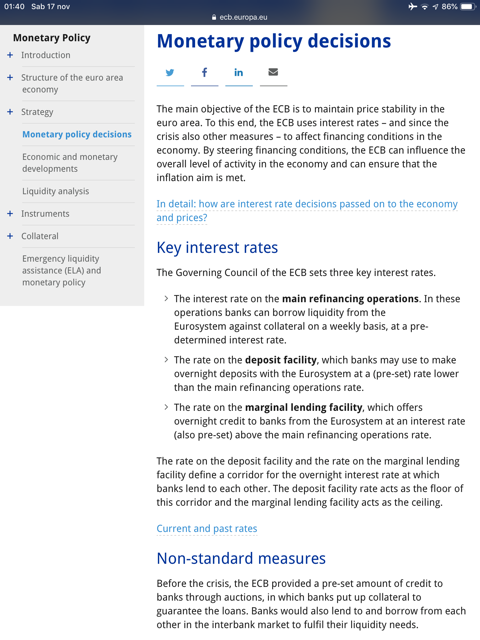 01:40 Sab 17 nov
86%
ecb.europa.eu
Monetary Policy
+ Introduction
+ Structure of the euro area
economy
+ Strategy
Monetary policy decisions
Economic and monetary
developments
Liquidity analysis
+ Instruments
+ Collateral
Emergency liquidity
assistance (ELA) and
monetary policy
Monetary policy decisions
The main objective of the ECB is to maintain price stability in the
euro area. To this end, the ECB uses interest rates – and since the
crisis also other measures – to affect financing conditions in the
economy. By steering financing conditions, the ECB can influence the
overall level of activity in the economy and can ensure that the
inflation aim is met.
In detail: how are interest rate decisions passed on to the economy
and prices?
Key interest rates
The Governing Council of the ECB sets three key interest rates.
The interest rate on the main refinancing operations. In these
operations banks can borrow liquidity from the
Eurosystem against collateral on a weekly basis, at a pre-
determined interest rate.
The rate on the deposit facility, which banks may use to make
overnight deposits with the Eurosystem at a (pre-set) rate lower
than the main refinancing operations rate.
The rate on the marginal lending facility, which offers
overnight credit to banks from the Eurosystem at an interest rate
(also pre-set) above the main refinancing operations rate.
The rate on the deposit facility and the rate on the marginal lending
facility define a corridor for the overnight interest rate at which
banks lend to each other. The deposit facility rate acts as the floor of
this corridor and the marginal lending facility acts as the ceiling.
Current and past rates
Non-standard measures
Before the crisis, the ECB provided a pre-set amount of credit to
banks through auctions, in which banks put up collateral to
guarantee the loans. Banks would also lend to and borrow from each
other in the interbank market to fulfil their liquidity needs.